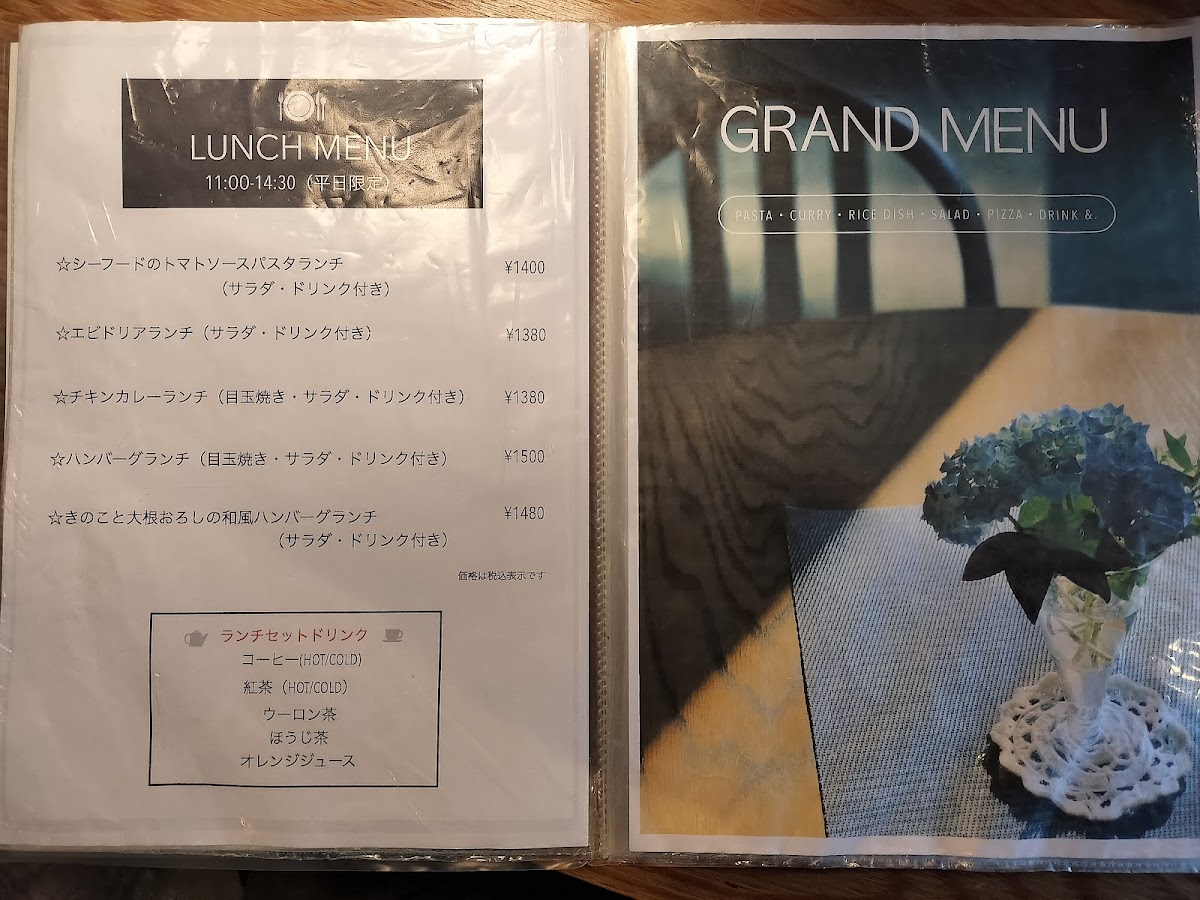 LUNCH MENU
11:00-14:30（平日限定）
☆シーフードのトマトソースパスタランチ ¥1400
（サラダ・ドリンク付き）
☆エビドリアランチ（サラダ・ドリンク付き） ¥1380
☆チキンカレーランチ（目玉焼き・サラダ・ドリンク付き） ¥1380
☆ハンバーグランチ（目玉焼き・サラダ・ドリンク付き） ¥1500
☆きのこと大根おろしの和風ハンバーグランチ ¥1480
（サラダ・ドリンク付き）
価格は税込表示です
ランチセットドリンク
コーヒー(HOT/COLD)
紅茶（HOT/COLD）
ウーロン茶
ほうじ茶
オレンジジュース
GRAND MENU
PASTA・CURRY・RICE DISH・SALAD・PIZZA・DRINK &.